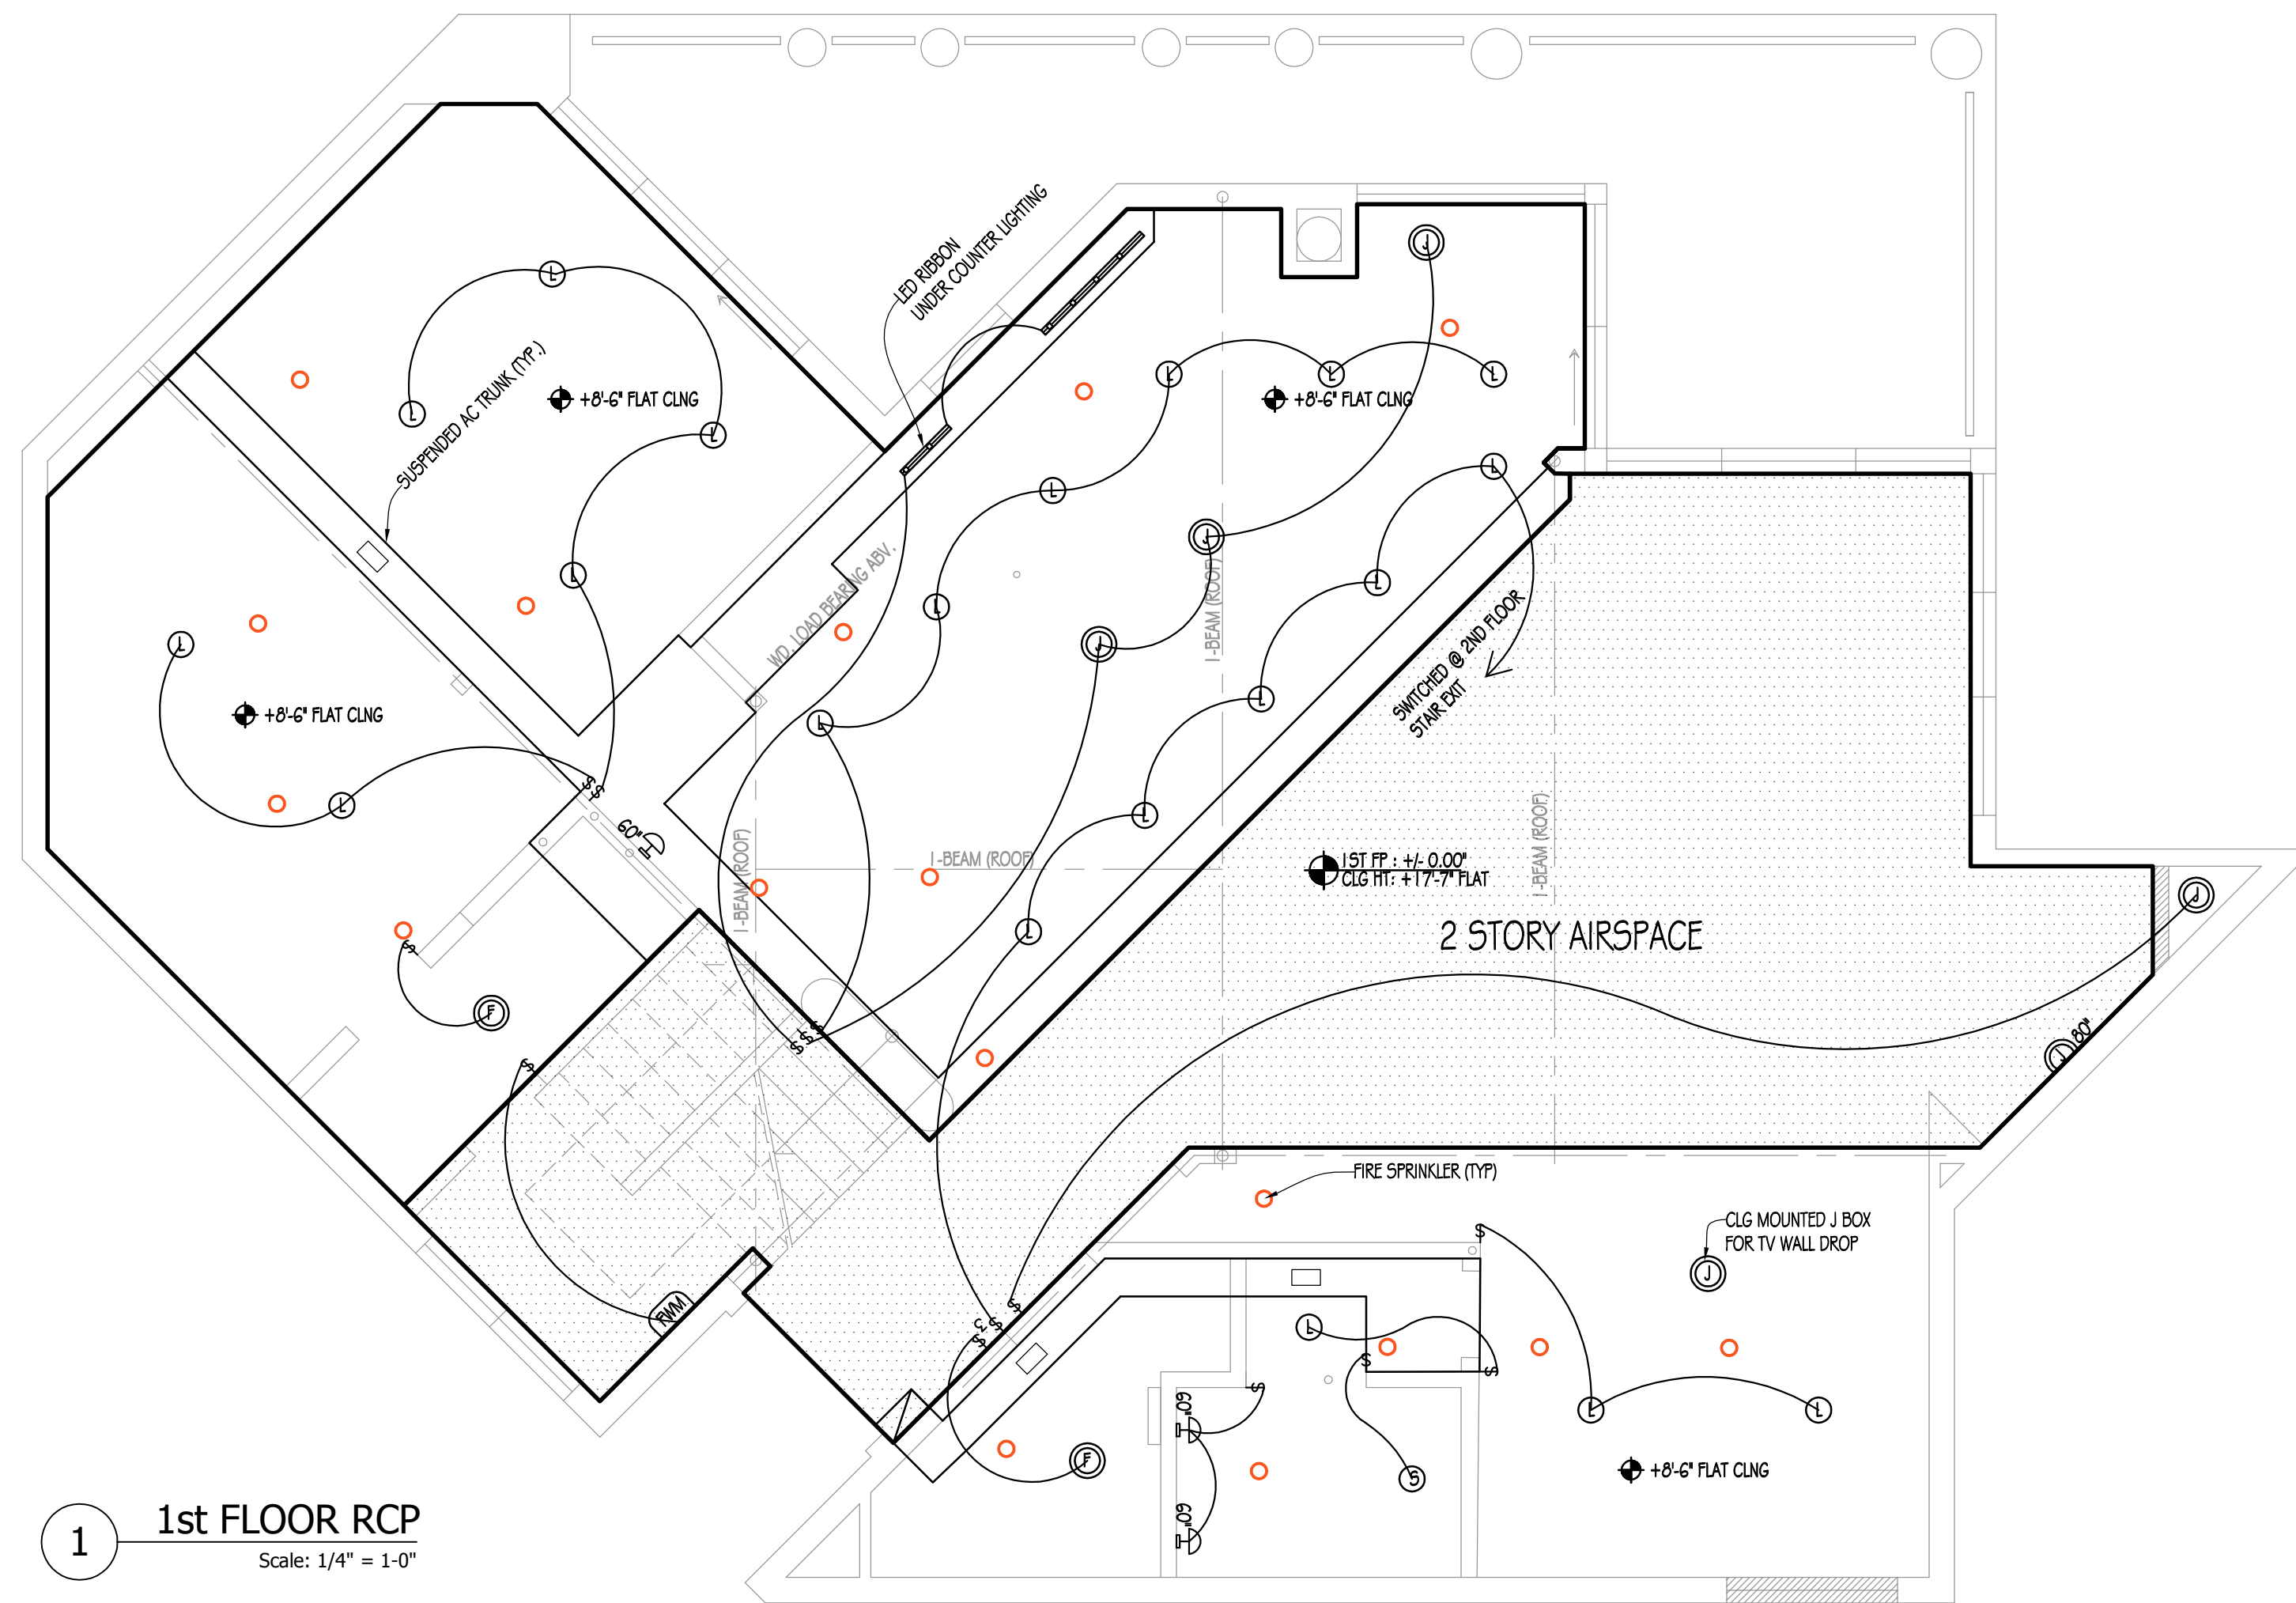 LED RIBBON
UNDER COUNTER LIGHTING
J
L
SUSPENDED AC TRUNK (TYP.)
L
L
L
L
+8'-6" FLAT CLNG
+8'-6" FLAT CLNG
L
L
L
L
J
WD. LOAD BEARING ABV.
I-BEAM (ROOF)
L
L
L
SWITCHED @ 2ND FLOOR
STAIR EXIT
L
J
+8'-6" FLAT CLNG
L
L
$
$
L
60"
L
I-BEAM (ROOF)
I-BEAM (ROOF)
I-BEAM (ROOF)
1ST FP : +/- 0.00"
CLG HT: +17'-7" FLAT
J
L
2 STORY AIRSPACE
$
F
$ $ $
J 80"
$
FIRE SPRINKLER (TYP)
CLG MOUNTED J BOX
FOR TV WALL DROP
$
J
FWM
$
$ $3
L
$
$
60"
$
L
L
F
S
+8'-6" FLAT CLNG
60"
1
1st FLOOR RCP
Scale: 1/4" = 1-0"